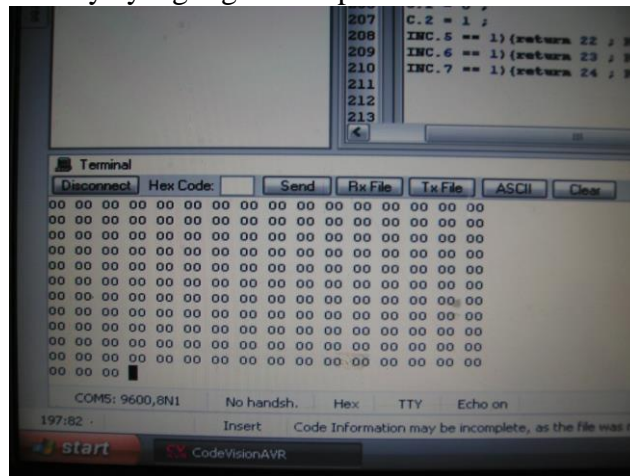 207 C.2 = 1 ;
208 INC.5 == 1){return 22 ;
209 INC.6 == 1){return 23 ;
210 INC.7 == 1){return 24 ;
211
212
213
Terminal
Disconnect Hex Code: Send Rx File Tx File ASCII Clear
00 00 00 00 00 00 00 00 00 00 00 00 00 00 00 00
00 00 00 00 00 00 00 00 00 00 00 00 00 00 00 00
00 00 00 00 00 00 00 00 00 00 00 00 00 00 00 00
00 00 00 00 00 00 00 00 00 00 00 00 00 00 00 00
00 00 00 00 00 00 00 00 00 00 00 00 00 00 00 00
00 00 00 00 00 00 00 00 00 00 00 00 00 00 00 00
00 00 00 00 00 00 00 00 00 00 00 00 00 00 00 00
00 00 00 00 00 00 00 00 00 00 00 00 00 00 00 00
00 00 00 00 00 00 00 00 00 00 00 00 00 00 00 00
00 00 00 00 00 00 00 00 00 00 00 00 00 00 00 00
00 00 00 00 00 00 00 00 00 00 00 00 00 00 00 00
00 00 00
COM5: 9600,8N1 No handsh. Hex TTY Echo on
197:82 Insert Code Information may be incomplete, as the file was
start CodeVisionAVR